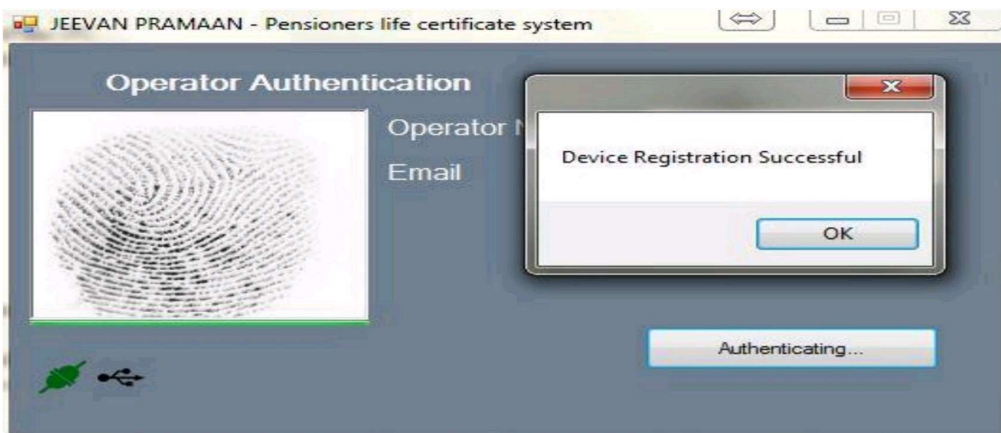 JEEVAN PRAMAAN - Pensioners life certificate system
Operator Authentication
Operator
Email
Device Registration Successful
OK
Authenticating...